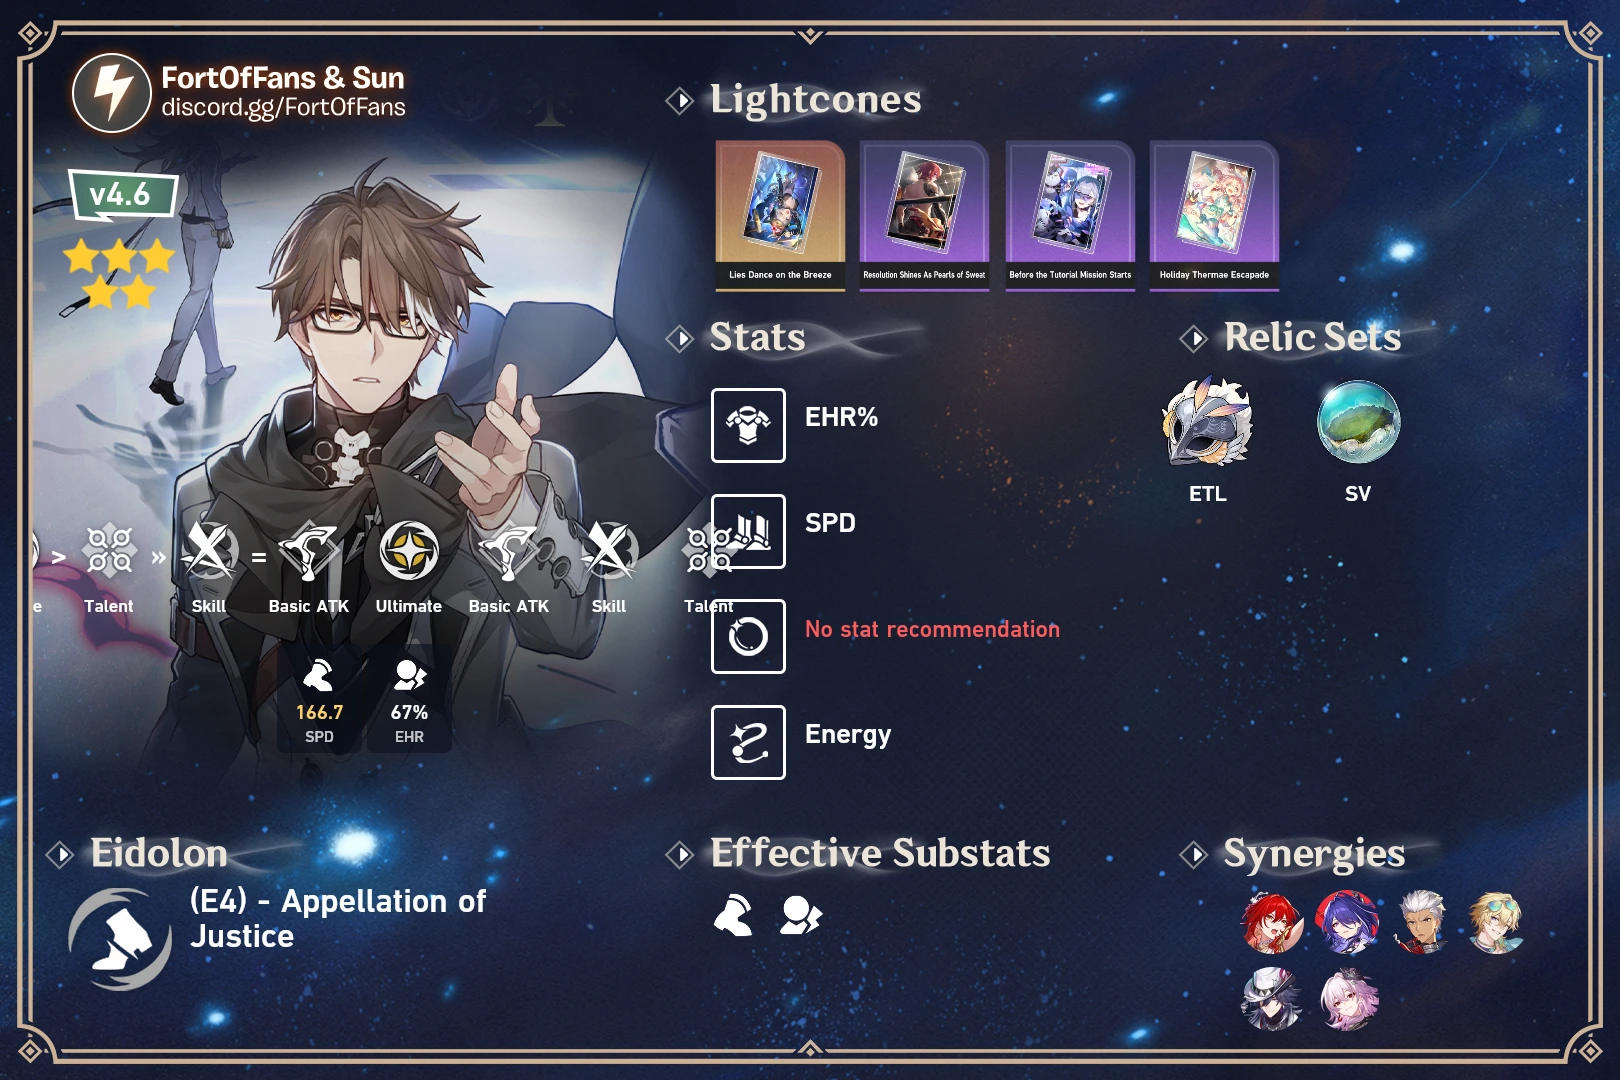 FortOfFans & Sun
discord.gg/FortOfFans
v4.6
Lightcones
Lies Dance on the Breeze
Resolution Shines As Pearls of Sweat
Before the Tutorial Mission Starts
Holiday Thermae Escapade
Stats
EHR%
SPD
No stat recommendation
Energy
Relic Sets
ETL
SV
e > Talent » Skill = Basic ATK Ultimate Basic ATK Skill Talent
166.7 67%
SPD EHR
Eidolon
(E4) - Appellation of
Justice
Effective Substats
Synergies